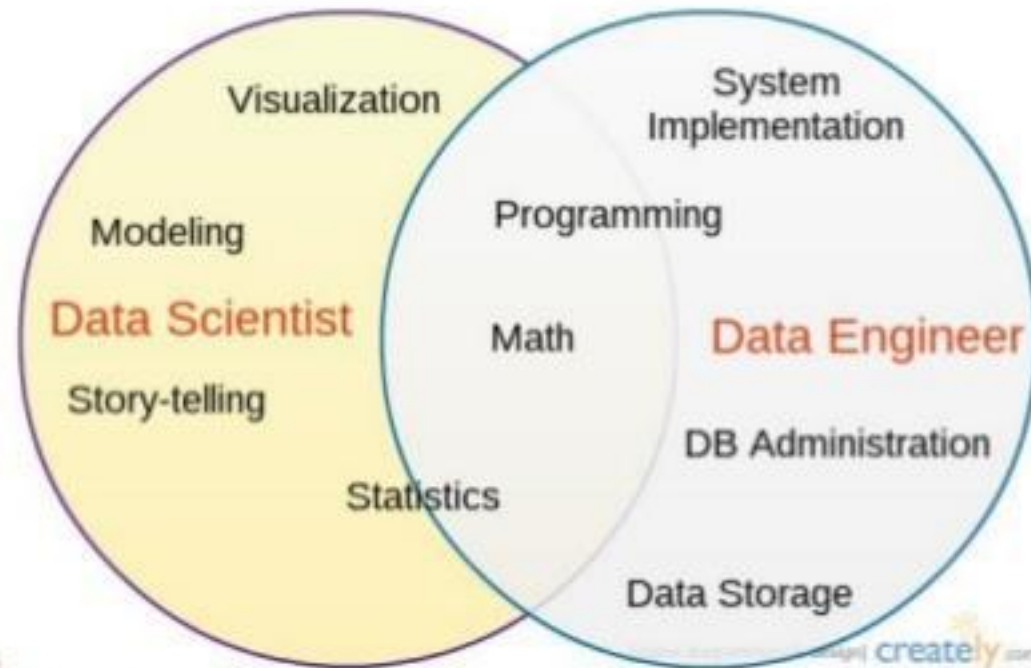 Visualization
System
Implementation
Modeling
Programming
Data Scientist
Math
Data Engineer
Story-telling
DB Administration
Statistics
Data Storage
creately